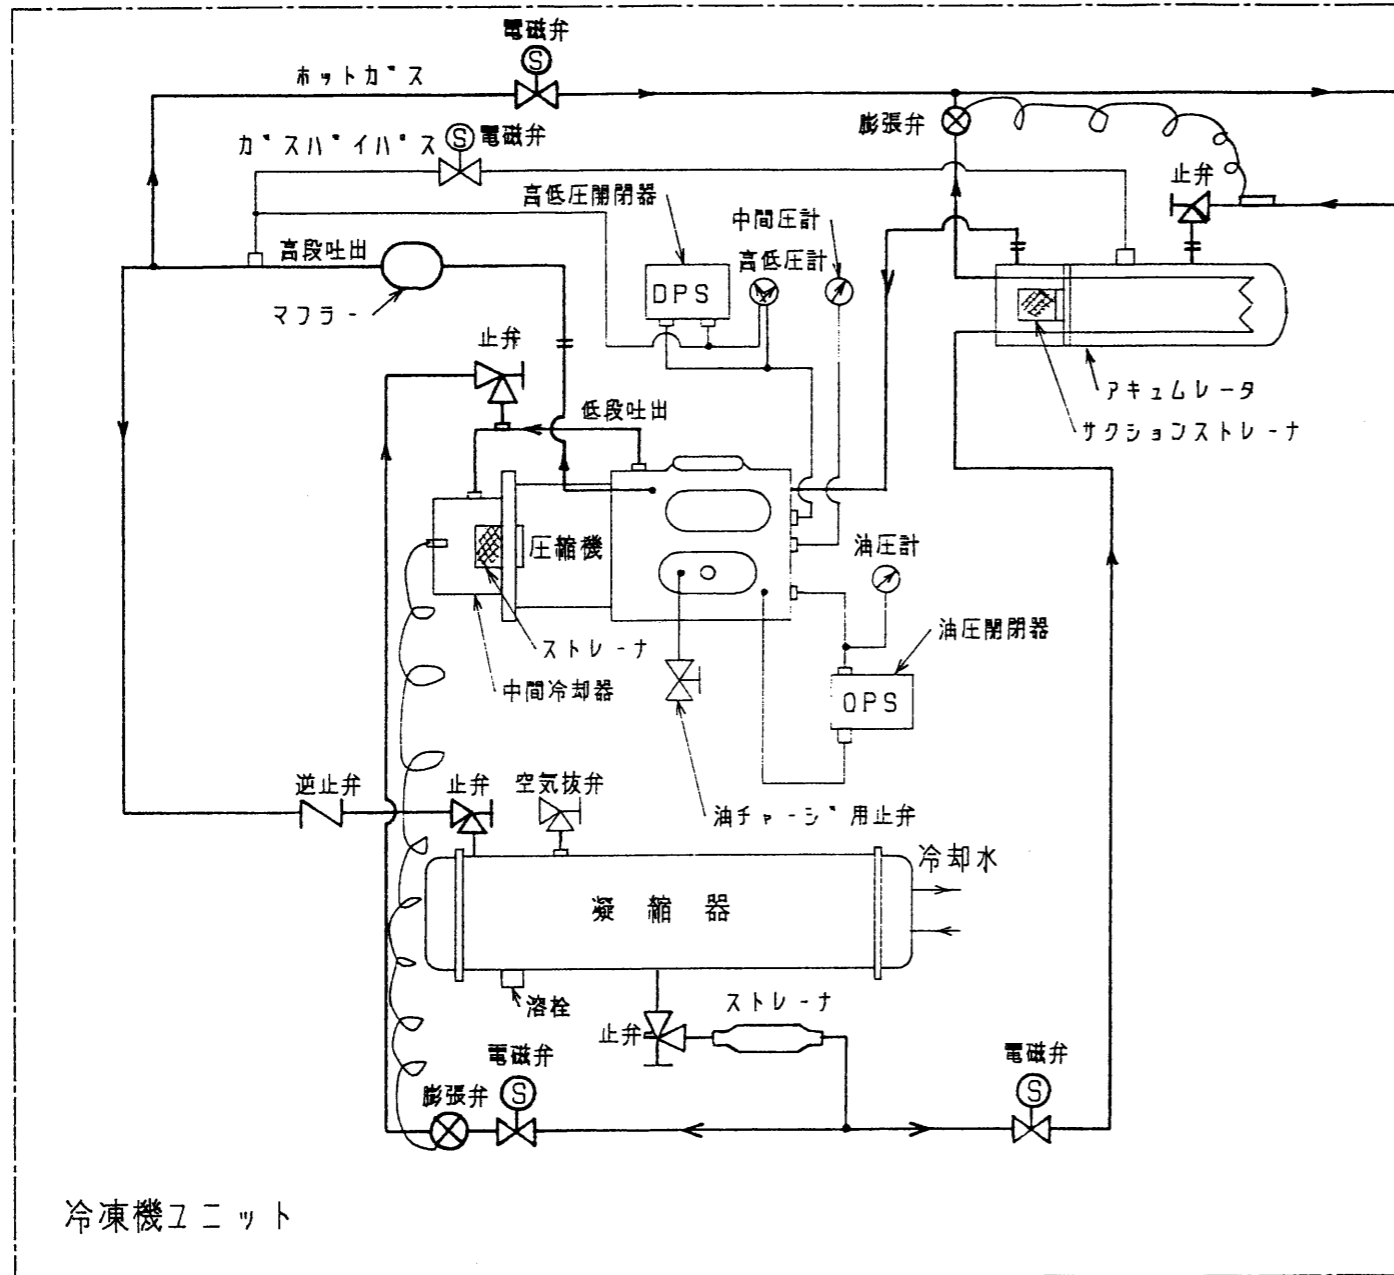 電磁弁
S
ホットガス
膨張弁
ガスバイパス
S
電磁弁
止弁
高低圧開閉器
中間圧計
高段吐出
高低圧計
DPS
マフラー
止弁
アキュムレータ
低段吐出
サクションストレーナ
圧縮機
油圧計
油圧開閉器
ストレーナ
中間冷却器
OPS
逆止弁
止弁
空気抜弁
油チャージ用止弁
冷却水
凝縮器
溶栓
ストレーナ
止弁
電磁弁
S
電磁弁
S
膨張弁
冷凍機ユニット